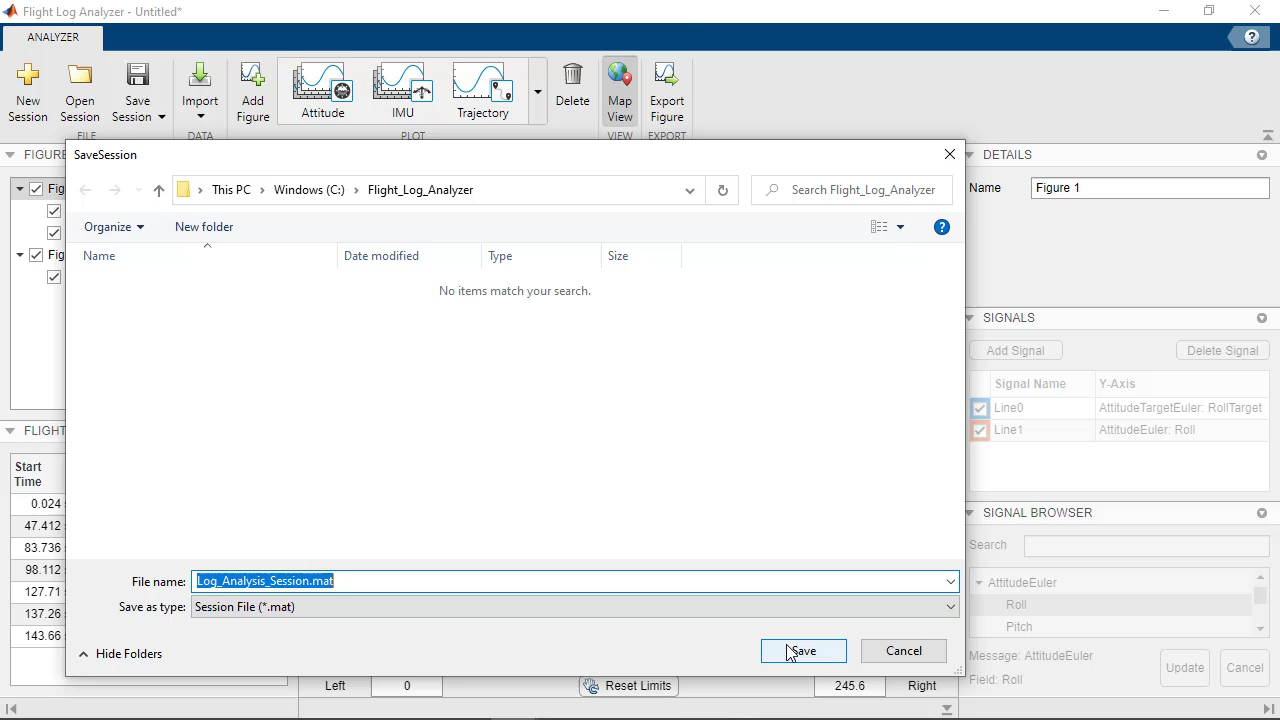 Flight Log Analyzer - Untitled*
ANALYZER
New Session
Open Session
Save Session
Import
Add Figure
Attitude
IMU
Trajectory
Delete
Map View
Export Figure
FILE
DATA
PLOT
VIEW
EXPORT
FIGURE
SaveSession
DETAILS
This PC
Windows (C:)
Flight_Log_Analyzer
Search Flight_Log_Analyzer
Name
Figure 1
Fig
Fig
Organize
New folder
Name
Date modified
Type
Size
No items match your search.
SIGNALS
Add Signal
Delete Signal
Signal Name
Y-Axis
Line0
AttitudeTargetEuler: RollTarget
Line1
AttitudeEuler: Roll
FLIGHT
Start Time
0.024
47.412
83.736
98.112
127.71
137.26
143.66
SIGNAL BROWSER
Search
AttitudeEuler
Roll
Pitch
File name:
Log_Analysis_Session.mat
Save as type:
Session File (*.mat)
Hide Folders
Save
Cancel
Message: AttitudeEuler
Field: Roll
Update
Cancel
Left
0
Reset Limits
245.6
Right